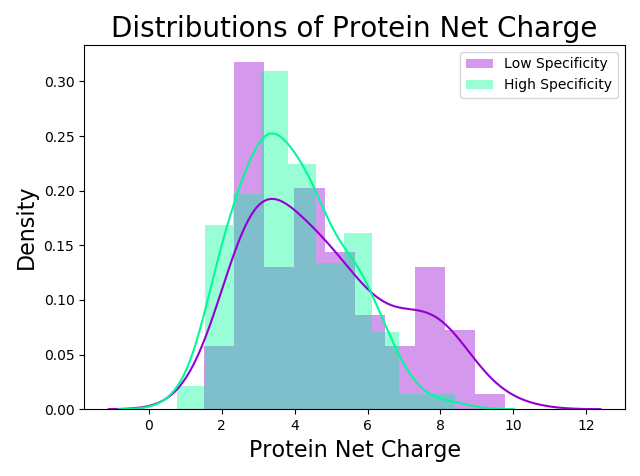 Distributions of Protein Net Charge
Low Specificity
High Specificity
Density
0.30
0.25
0.20
0.15
0.10
0.05
0.00
0 2 4 6 8 10 12
Protein Net Charge